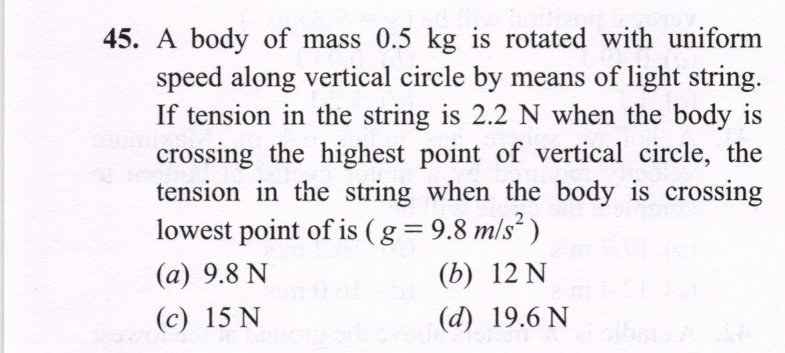 45. A body of mass 0.5 kg is rotated with uniform
speed along vertical circle by means of light string.
If tension in the string is 2.2 N when the body is
crossing the highest point of vertical circle, the
tension in the string when the body is crossing
lowest point of is ( g = 9.8 m/s² )
(a) 9.8 N (b) 12 N
(c) 15 N (d) 19.6 N